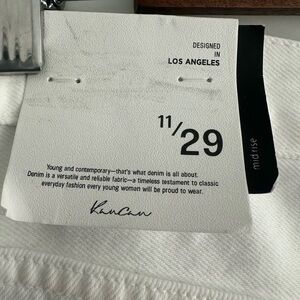 DESIGNED
IN
LOS ANGELES
11/29
mid rise
Young and contemporary—that's what denim is all about.
Denim is a versatile and reliable fabric—a timeless testament to classic
everyday fashion every young woman will be proud to wear.
KanCan